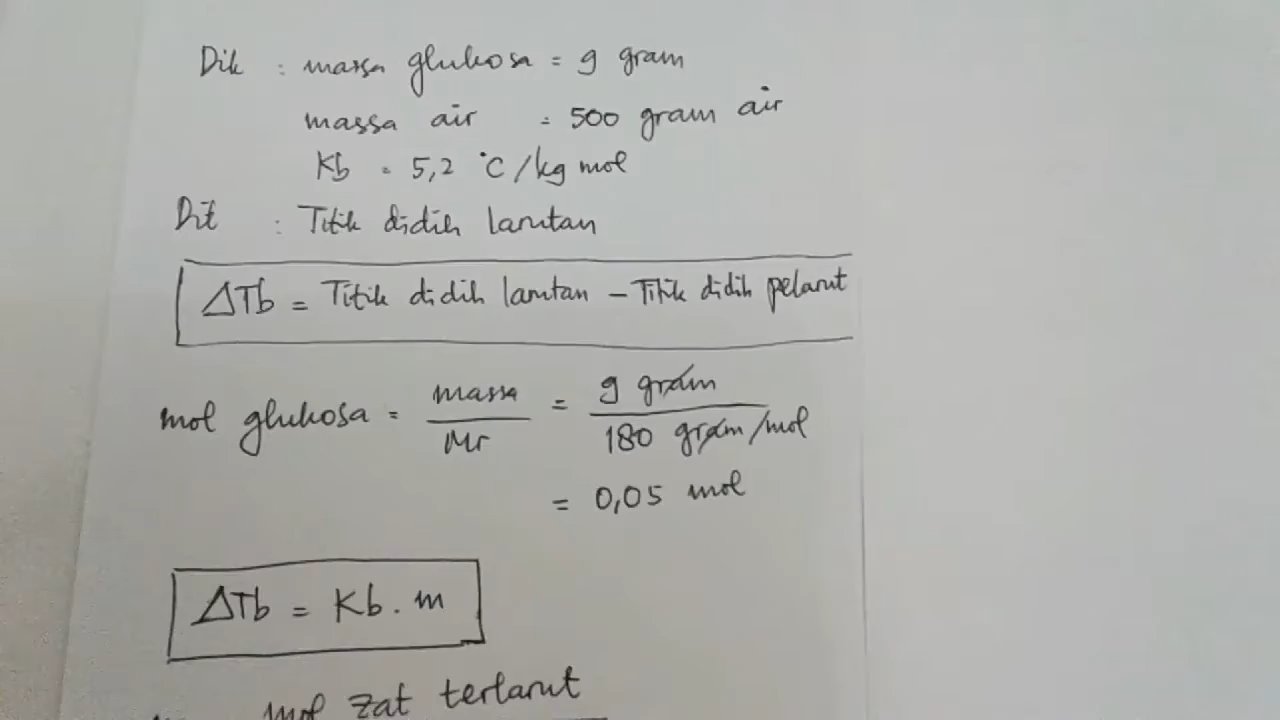 Dik : massa glukosa = 9 gram
massa air = 500 gram air
Kb = 5,2 °C/kg mol
Dit : Titik didih larutan
ΔTb = Titik didih larutan - Titik didih pelarut
mol glukosa = massa / Mr = 9 gram / 180 gram/mol
= 0,05 mol
ΔTb = Kb . m
mol zat terlarut